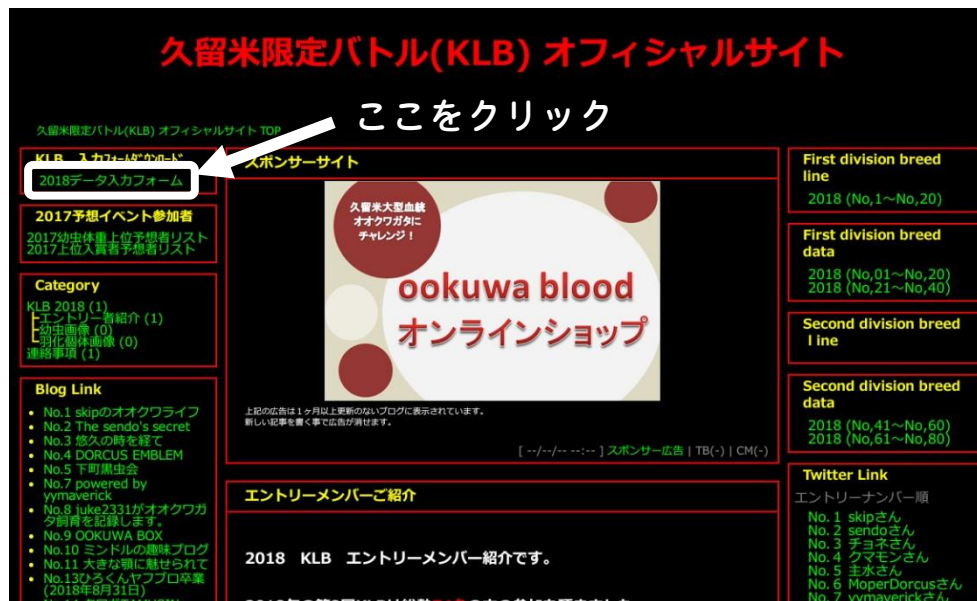 久留米限定バトル(KLB) オフィシャルサイト
ここをクリック
久留米限定バトル(KLB) オフィシャルサイト TOP
KLB 入力ﾌｫｰﾑﾀﾞｳﾝﾛｰﾄﾞ
2018データ入力フォーム
2017予想イベント参加者
2017幼虫体重上位予想者リスト
2017上位入賞者予想者リスト
Category
KLB 2018 (1)
エントリー者紹介 (1)
幼虫画像 (0)
羽化個体画像 (0)
連絡事項 (1)
Blog Link
No.1 skipのオオクワライフ
No.2 The sendo's secret
No.3 悠久の時を経て
No.4 DORCUS EMBLEM
No.5 下町黒虫会
No.7 powered by
yymaverick
No.8 juke2331がオオクワガ
タ飼育を記録します。
No.9 OOKUWA BOX
No.10 ミンドルの趣味ブログ
No.11 大きな顎に魅せられて
No.13ひろくんヤフブロ卒業
(2018年8月31日)
スポンサーサイト
久留米大型血統
オオクワガタに
チャレンジ！
ookuwa blood
オンラインショップ
上記の広告は1ヶ月以上更新のないブログに表示されています。
新しい記事を書く事で広告が消せます。
[ --/--/-- --:-- ] スポンサー広告 | TB(-) | CM(-)
エントリーメンバーご紹介
2018 KLB エントリーメンバー紹介です。
First division breed
line
2018 (No,1～No,20)
First division breed
data
2018 (No,01～No,20)
2018 (No,21～No,40)
Second division breed
line
Second division breed
data
2018 (No,41～No,60)
2018 (No,61～No,80)
Twitter Link
エントリーナンバー順
No. 1 skipさん
No. 2 sendoさん
No. 3 チョネさん
No. 4 クマモンさん
No. 5 主水さん
No. 6 MoperDorcusさん
No. 7 yymaverickさん